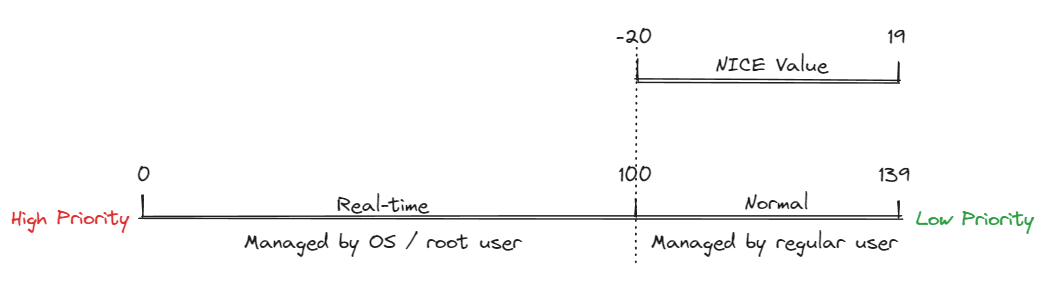 -20 19
NICE Value
0 100 139
Real-time Normal
High Priority Low Priority
Managed by OS / root user Managed by regular user